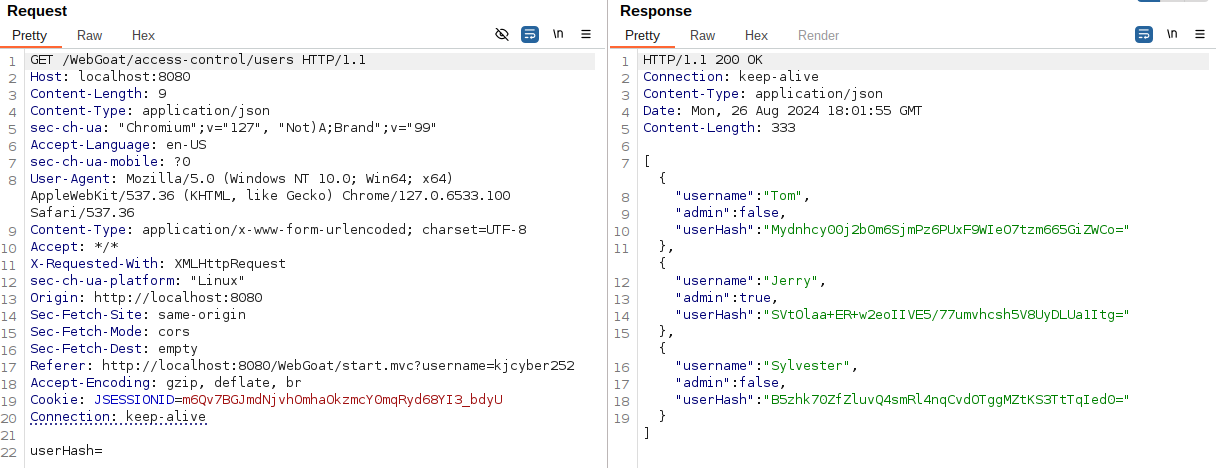 Request
Pretty Raw Hex
\n
1 GET /WebGoat/access-control/users HTTP/1.1
2 Host: localhost:8080
3 Content-Length: 9
4 Content-Type: application/json
5 sec-ch-ua: "Chromium";v="127", "Not)A;Brand";v="99"
6 Accept-Language: en-US
7 sec-ch-ua-mobile: ?0
8 User-Agent: Mozilla/5.0 (Windows NT 10.0; Win64; x64)
AppleWebKit/537.36 (KHTML, like Gecko) Chrome/127.0.6533.100
Safari/537.36
9 Content-Type: application/x-www-form-urlencoded; charset=UTF-8
10 Accept: */*
11 X-Requested-With: XMLHttpRequest
12 sec-ch-ua-platform: "Linux"
13 Origin: http://localhost:8080
14 Sec-Fetch-Site: same-origin
15 Sec-Fetch-Mode: cors
16 Sec-Fetch-Dest: empty
17 Referer: http://localhost:8080/WebGoat/start.mvc?username=kjcyber252
18 Accept-Encoding: gzip, deflate, br
19 Cookie: JSESSIONID=m6Qv7BGJmdNjvhOmhaOkzmcYOmqRyd68YI3_bdyU
20 Connection: keep-alive
21
22 userHash=
Response
Pretty Raw Hex Render
\n
1 HTTP/1.1 200 OK
2 Connection: keep-alive
3 Content-Type: application/json
4 Date: Mon, 26 Aug 2024 18:01:55 GMT
5 Content-Length: 333
6
7 [
{
8 "username":"Tom",
9 "admin":false,
10 "userHash":"Mydnhcy00j2b0m6SjmPz6PUxF9WIeO7tzm665GiZWCo="
11 },
{
12 "username":"Jerry",
13 "admin":true,
14 "userHash":"SVtOlaa+ER+w2eoIIVE5/77umvhcsh5V8UyDLUa1Itg="
15 },
{
16 "username":"Sylvester",
17 "admin":false,
18 "userHash":"B5zhk70ZfZluvQ4smRl4nqCvdOTggMZtKS3TtTqIed0="
19 }
]